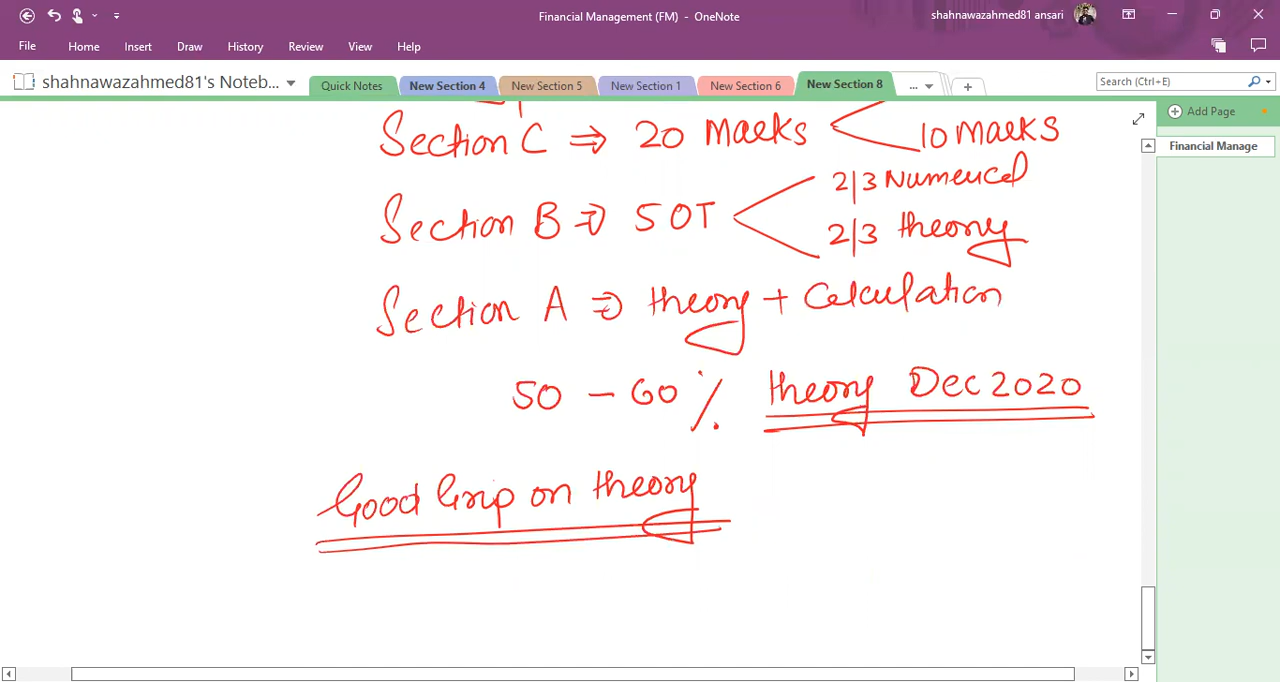 Financial Management (FM) - OneNote
shahnawazahmed81 ansari
File Home Insert Draw History Review View Help
shahnawazahmed81's Noteb...
Quick Notes New Section 4 New Section 5 New Section 1 New Section 6 New Section 8 ... +
Search (Ctrl+E)
Add Page
Financial Manage
Section C ⇒ 20 Marks
10 Marks
Section B ⇒ 5 OT
2/3 Numerical
2/3 theory
Section A ⇒ theory + Calculation
50 - 60 % theory Dec 2020
Good Grip on theory